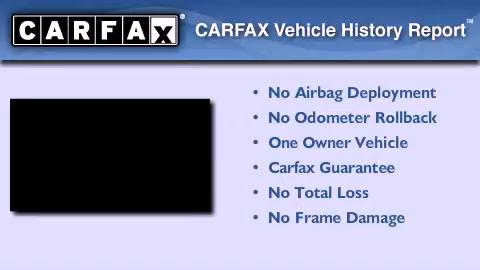 CARFAX® CARFAX Vehicle History Report™
• No Airbag Deployment
• No Odometer Rollback
• One Owner Vehicle
• Carfax Guarantee
• No Total Loss
• No Frame Damage